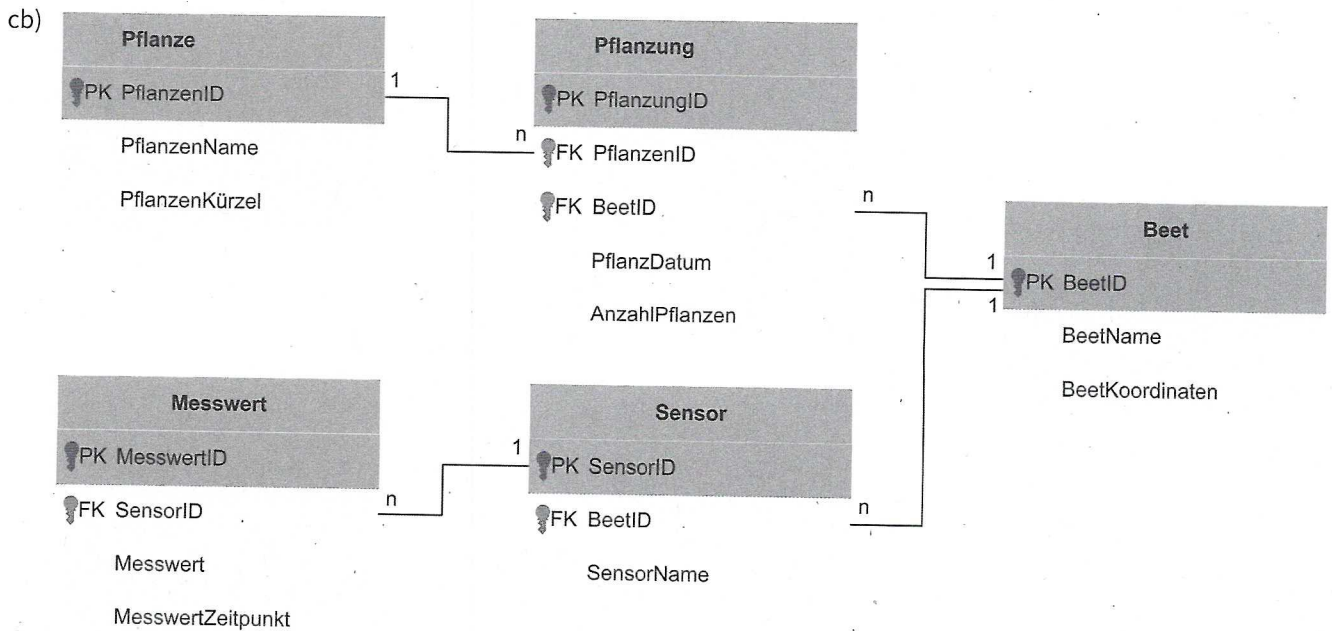 cb)
Pflanze
PK PflanzenID
PflanzenName
PflanzenKürzel
1
n
Pflanzung
PK PflanzungID
FK PflanzenID
FK BeetID
PflanzDatum
AnzahlPflanzen
n
1
1
Beet
PK BeetID
BeetName
BeetKoordinaten
Messwert
PK MesswertID
FK SensorID
Messwert
MesswertZeitpunkt
n
1
Sensor
PK SensorID
FK BeetID
SensorName
n